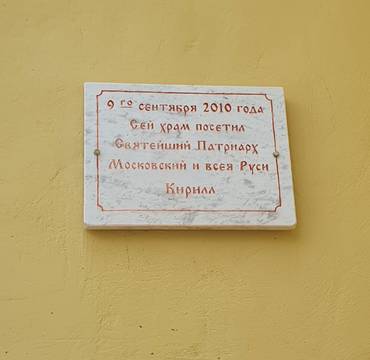 9 го сентября 2010 года
Сей храм посетил
Святейший Патриарх
Московский и всея Руси
Кирилл